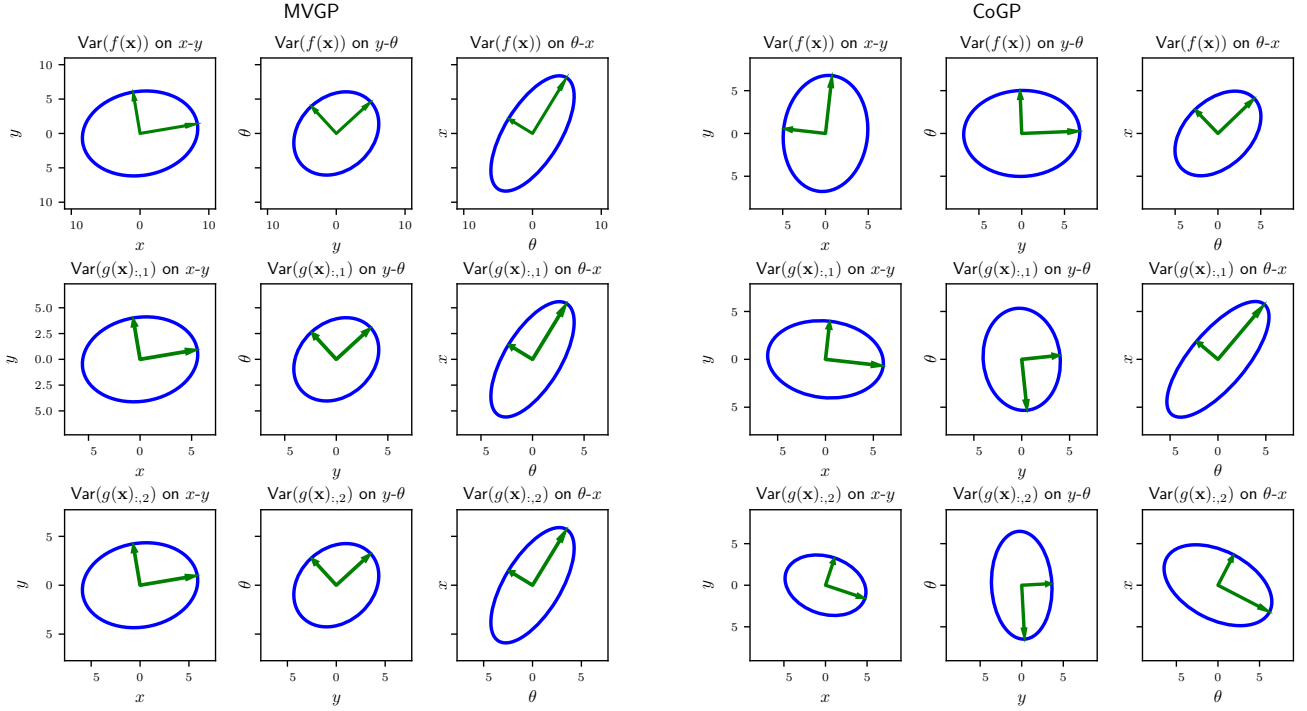 MVGP CoGP
Var(f(x)) on x-y Var(f(x)) on y-θ Var(f(x)) on θ-x Var(f(x)) on x-y Var(f(x)) on y-θ Var(f(x)) on θ-x
10
5 5
y 0 θ x y 0 θ x
5 5
10
10 0 10 10 0 10 10 0 10 5 0 5 5 0 5 5 0 5
x y θ x y θ
Var(g(x):,1) on x-y Var(g(x):,1) on y-θ Var(g(x):,1) on θ-x Var(g(x):,1) on x-y Var(g(x):,1) on y-θ Var(g(x):,1) on θ-x
5.0 5
2.5
y 0.0 θ x y 0 θ x
2.5
5.0 5
5 0 5 5 0 5 5 0 5 5 0 5 5 0 5 5 0 5
x y θ x y θ
Var(g(x):,2) on x-y Var(g(x):,2) on y-θ Var(g(x):,2) on θ-x Var(g(x):,2) on x-y Var(g(x):,2) on y-θ Var(g(x):,2) on θ-x
5 5
y 0 θ x y 0 θ x
5 5
5 0 5 5 0 5 5 0 5 5 0 5 5 0 5 5 0 5
x y θ x y θ